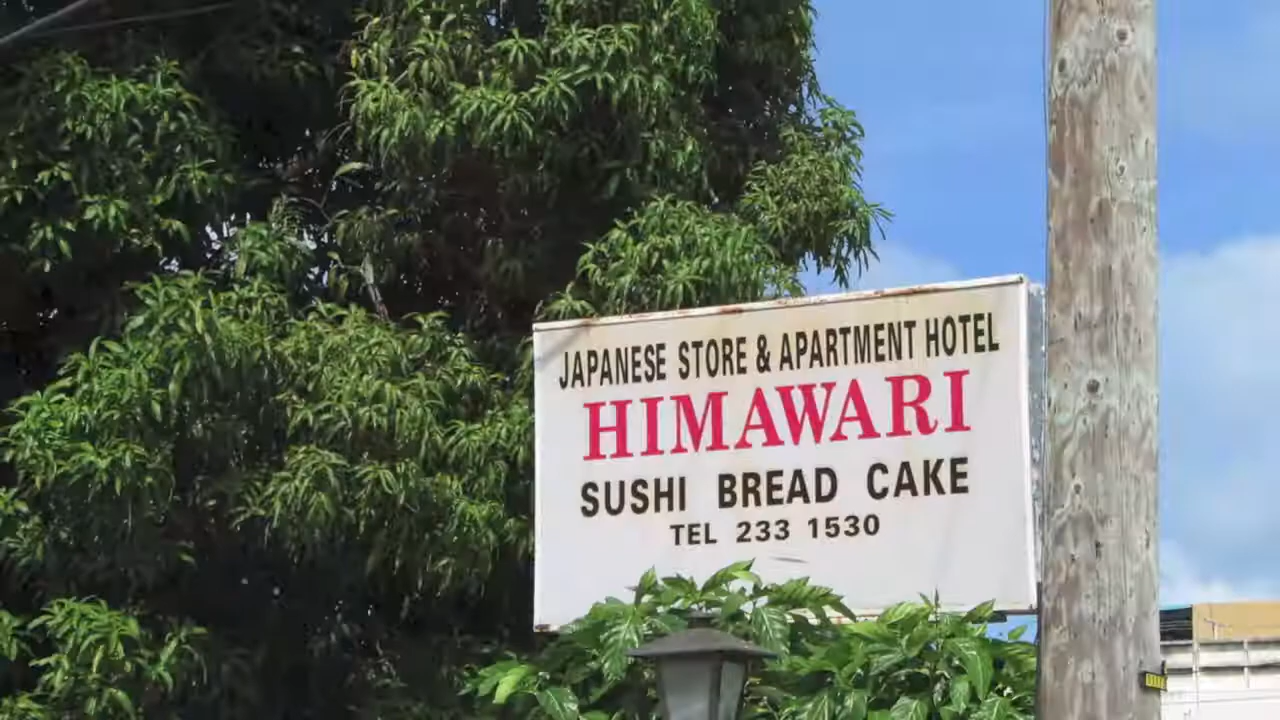 JAPANESE STORE & APARTMENT HOTEL
HIMAWARI
SUSHI BREAD CAKE
TEL 233 1530